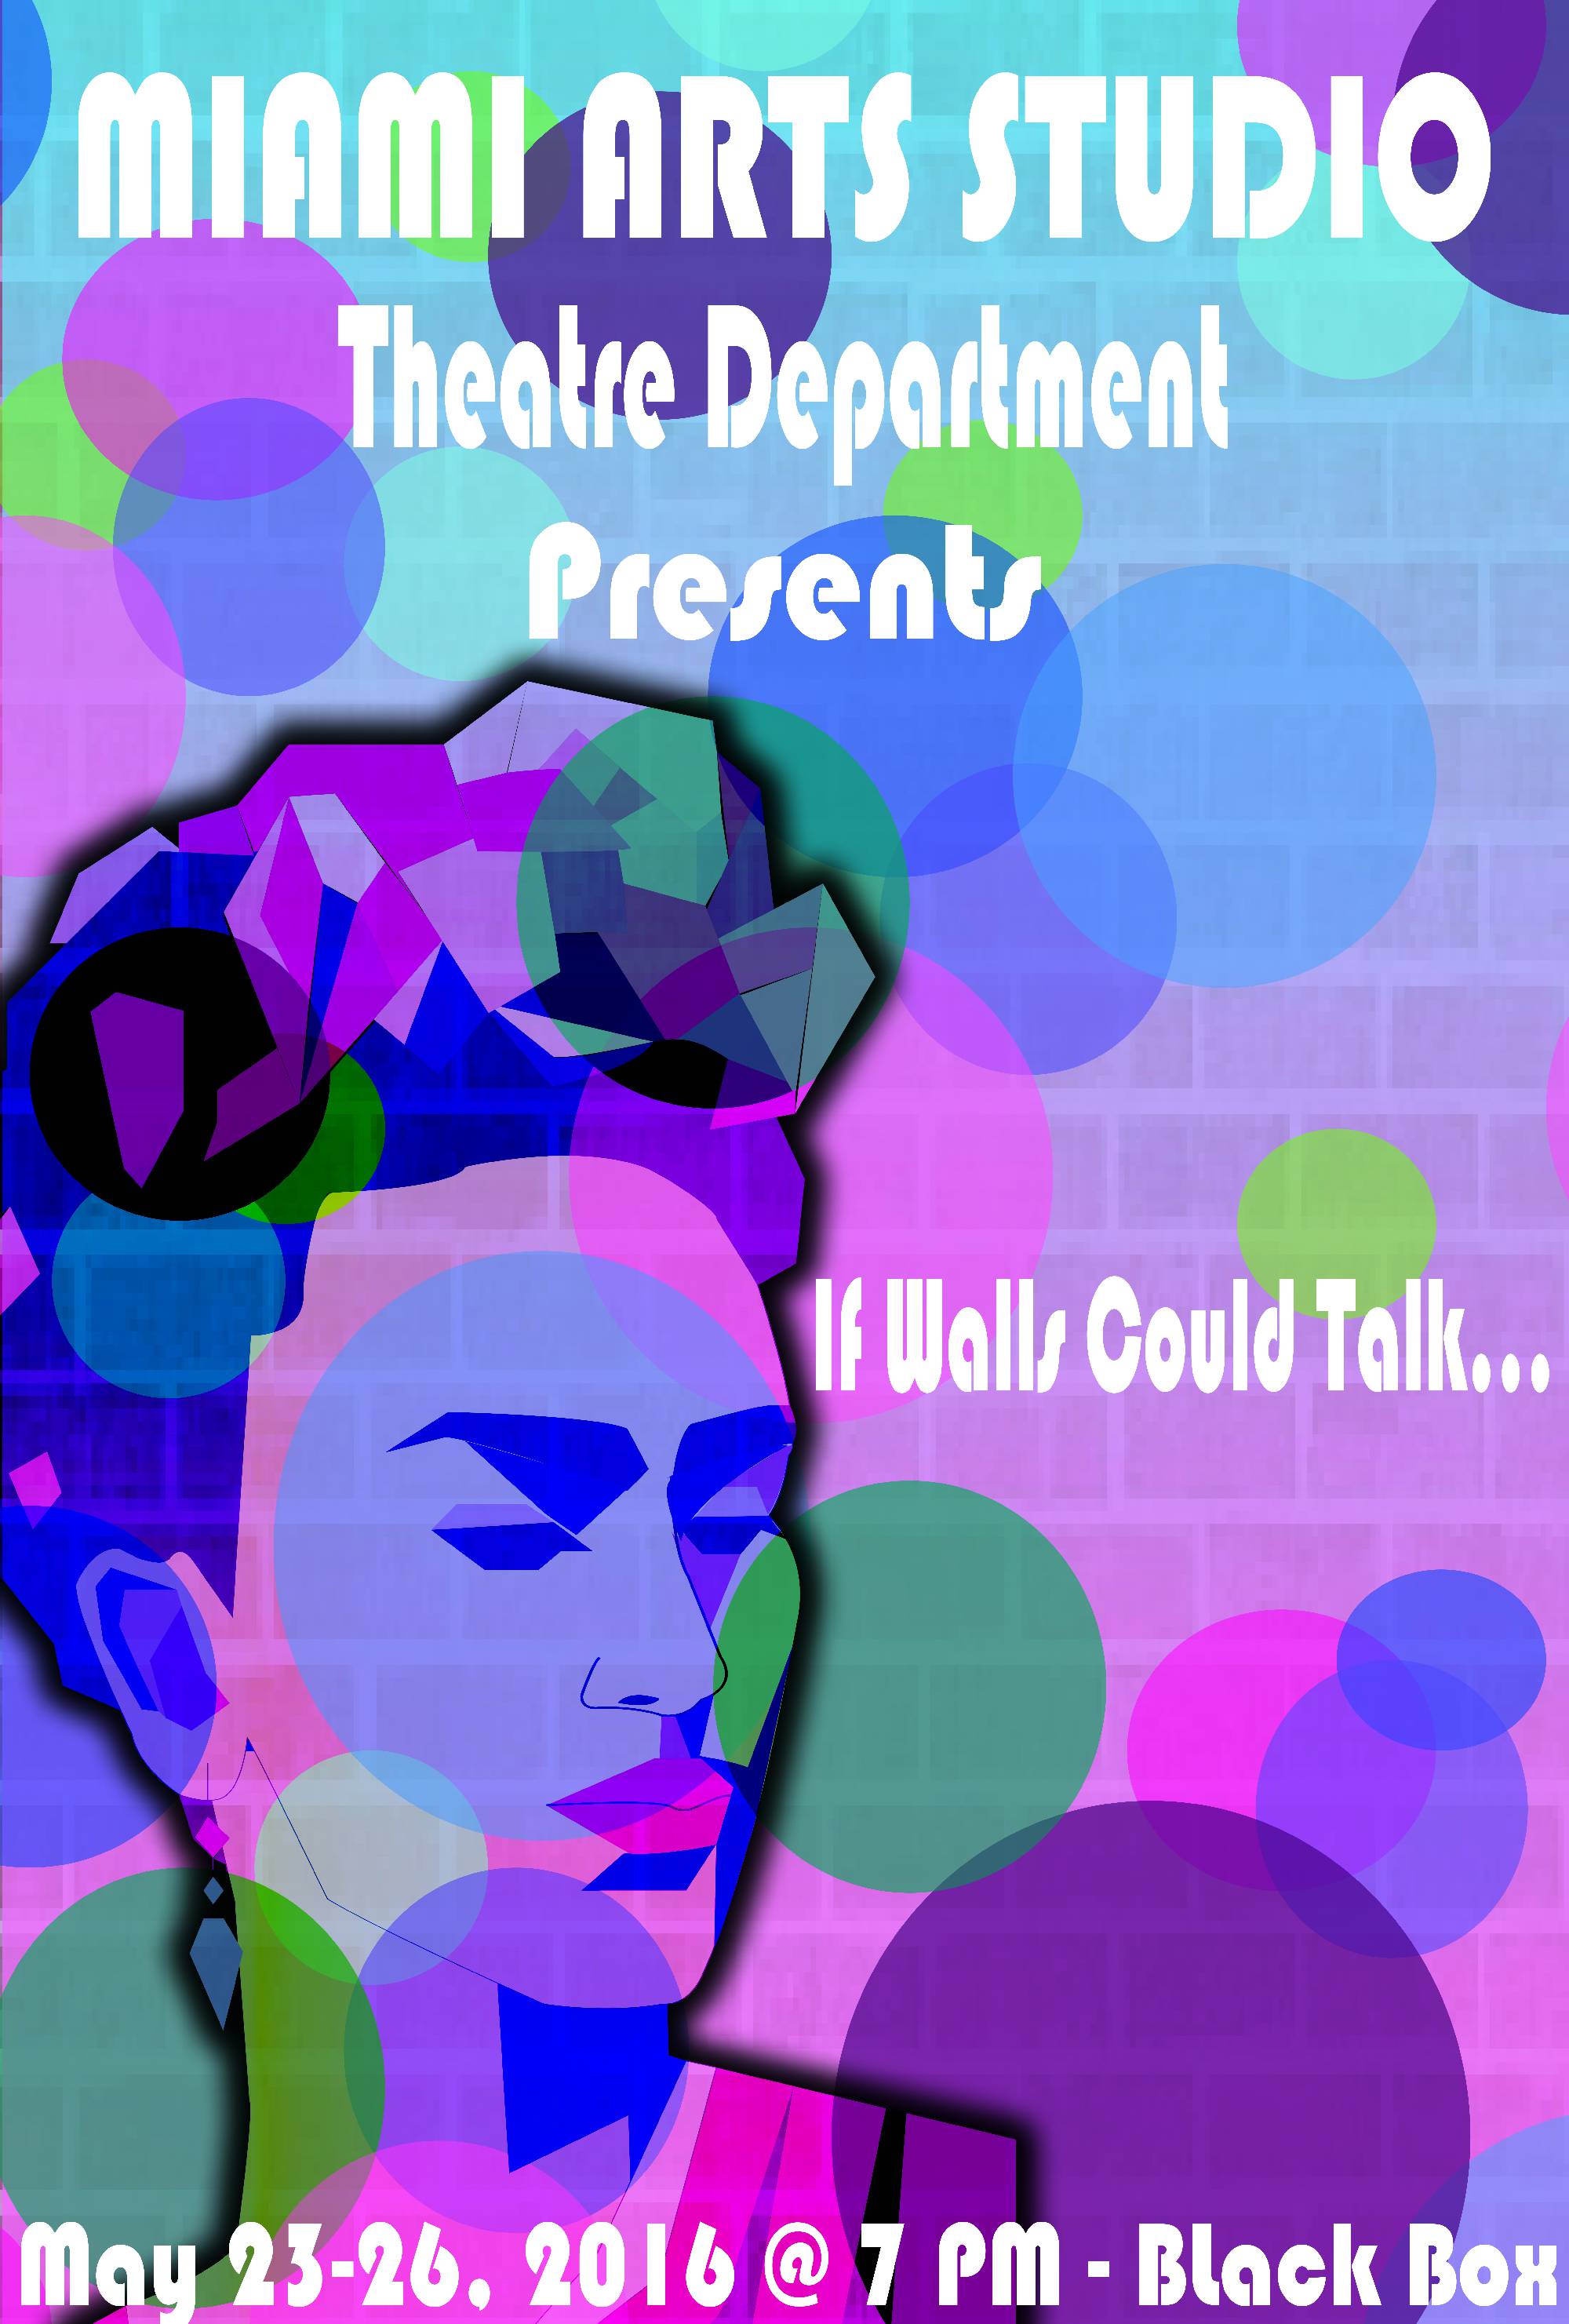 MIAMI ARTS STUDIO
Theatre Department
Presents
If Walls Could Talk...
May 23-26, 2016 @ 7 PM - BLack Box